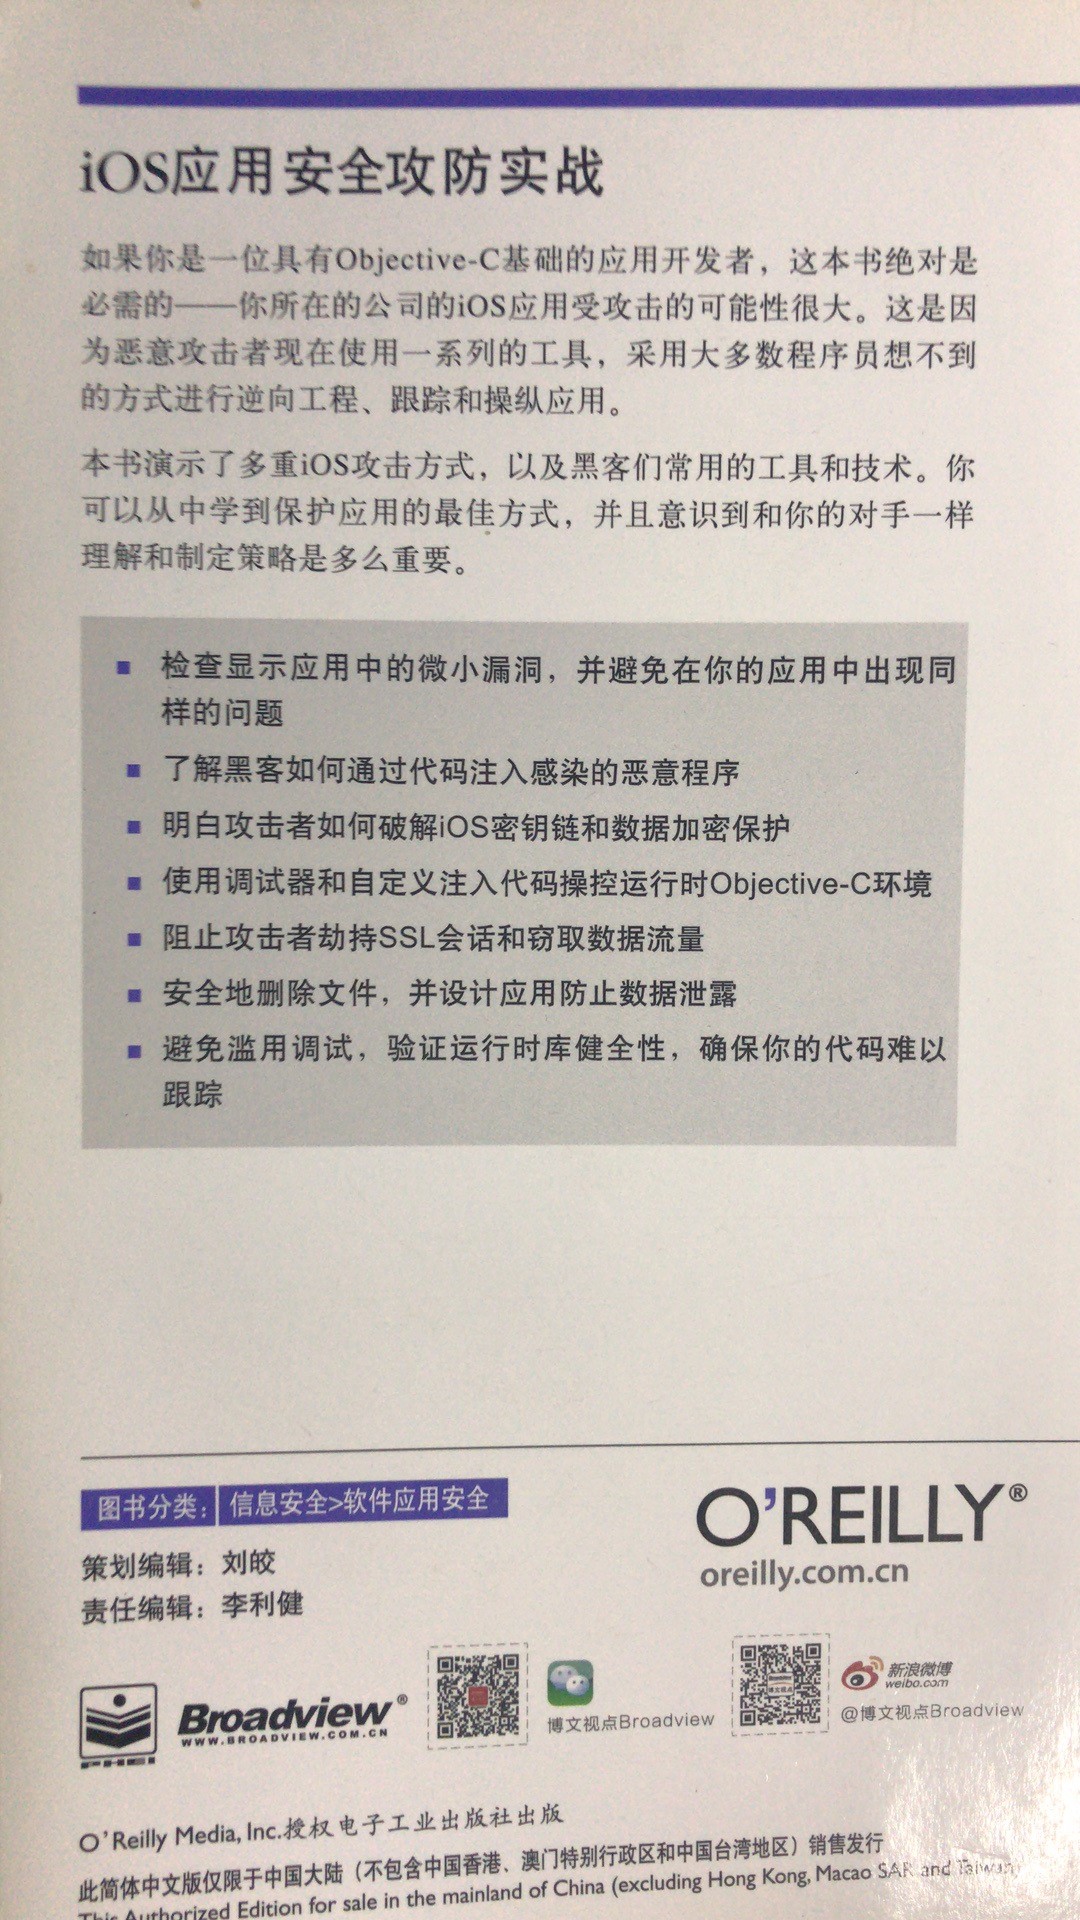 iOS应用安全攻防实战
如果你是一位具有Objective-C基础的应用开发者，这本书绝对是
必需的——你所在的公司的iOS应用受攻击的可能性很大。这是因
为恶意攻击者现在使用一系列的工具，采用大多数程序员想不到
的方式进行逆向工程、跟踪和操纵应用。
本书演示了多重iOS攻击方式，以及黑客们常用的工具和技术。你
可以从中学到保护应用的最佳方式，并且意识到和你的对手一样
理解和制定策略是多么重要。
■ 检查显示应用中的微小漏洞，并避免在你的应用中出现同
样的问题
■ 了解黑客如何通过代码注入感染的恶意程序
■ 明白攻击者如何破解iOS密钥链和数据加密保护
■ 使用调试器和自定义注入代码操控运行时Objective-C环境
■ 阻止攻击者劫持SSL会话和窃取数据流量
■ 安全地删除文件，并设计应用防止数据泄露
■ 避免滥用调试，验证运行时库健全性，确保你的代码难以
跟踪
图书分类： 信息安全>软件应用安全
策划编辑：刘皎
责任编辑：李利健
O'REILLY®
oreilly.com.cn
PHEI
Broadview®
WWW.BROADVIEW.COM.CN
博文视点Broadview
新浪微博
weibo.com
@博文视点Broadview
O'Reilly Media, Inc.授权电子工业出版社出版
此简体中文版仅限于中国大陆（不包含中国香港、澳门特别行政区和中国台湾地区）销售发行
This Authorized Edition for sale in the mainland of China (excluding Hong Kong, Macao SAR and Taiwan)